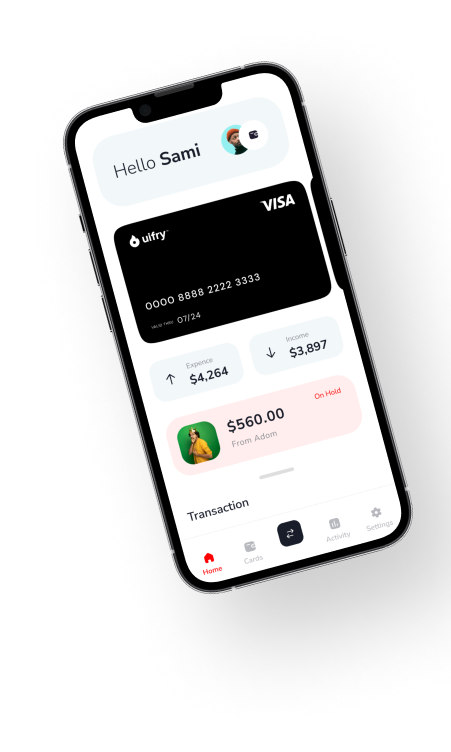 Hello Sami
uifry
VISA
0000 8888 2222 3333
VALID THRU 07/24
Expence
$4,264
Income
$3,897
On Hold
$560.00
From Adom
Transaction
Home
Cards
Activity
Settings